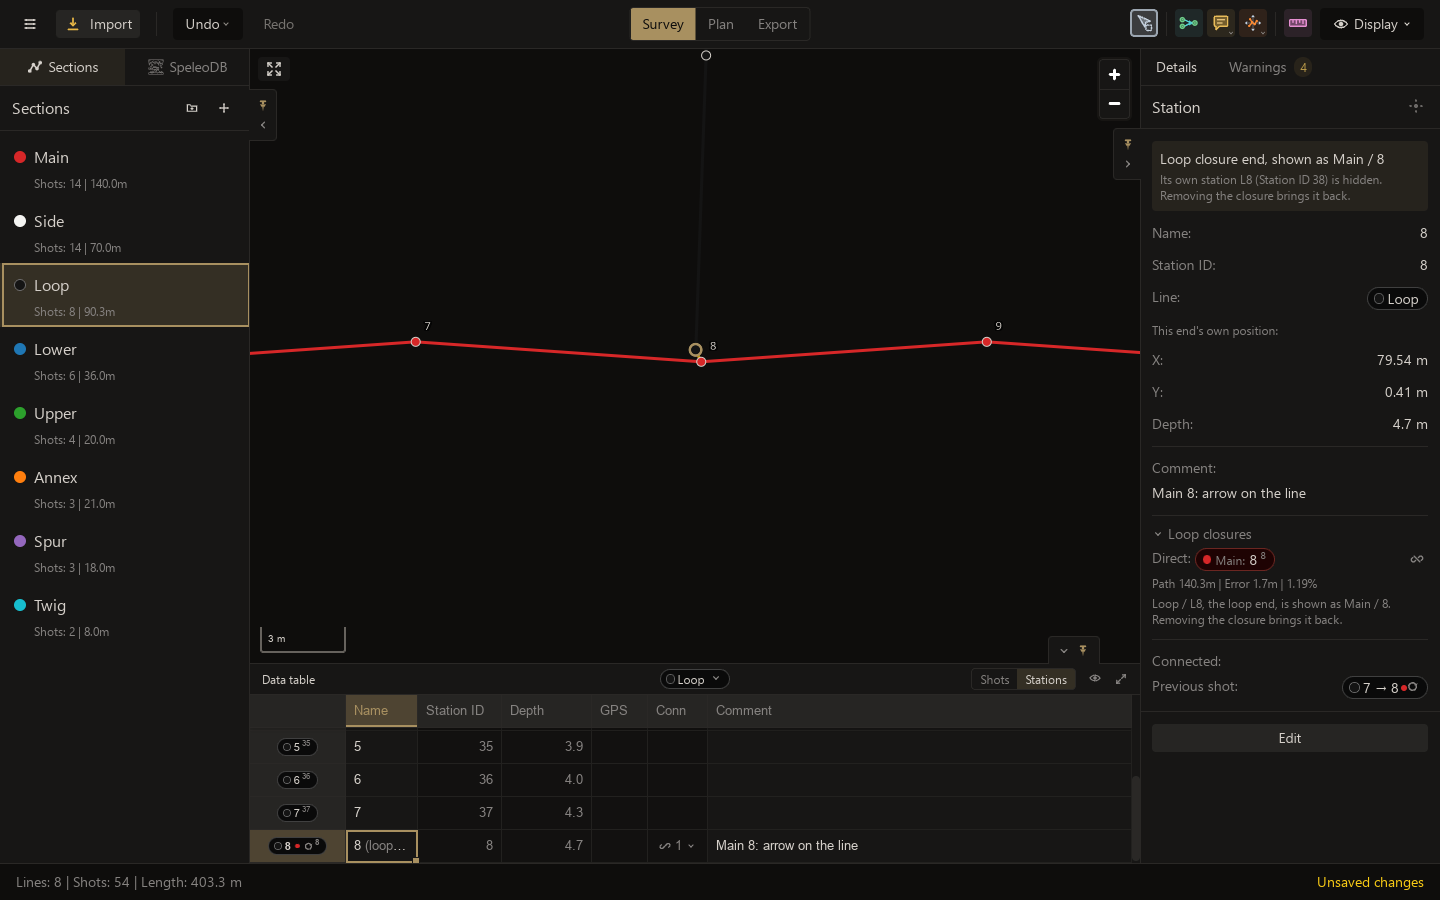 Import
Undo
Redo
Survey
Plan
Export
Display
Sections
SpeleoDB
Details
Warnings 4
Sections
Station
Main
Shots: 14 | 140.0m
Side
Shots: 14 | 70.0m
Loop
Shots: 8 | 90.3m
Lower
Shots: 6 | 36.0m
Upper
Shots: 4 | 20.0m
Annex
Shots: 3 | 21.0m
Spur
Shots: 3 | 18.0m
Twig
Shots: 2 | 8.0m
7
8
9
3 m
Loop closure end, shown as Main / 8
Its own station L8 (Station ID 38) is hidden.
Removing the closure brings it back.
Name: 8
Station ID: 8
Line: Loop
This end's own position:
X: 79.54 m
Y: 0.41 m
Depth: 4.7 m
Comment:
Main 8: arrow on the line
Loop closures
Direct: Main: 8 8
Path 140.3m | Error 1.7m | 1.19%
Loop / L8, the loop end, is shown as Main / 8.
Removing the closure brings it back.
Connected:
Previous shot: 7 → 8
Edit
Data table
Loop
Shots
Stations
Name Station ID Depth GPS Conn Comment
5 35 5 35 3.9
6 36 6 36 4.0
7 37 7 37 4.3
8 8 8 (loop... 8 4.7 1 Main 8: arrow on the line
Lines: 8 | Shots: 54 | Length: 403.3 m
Unsaved changes